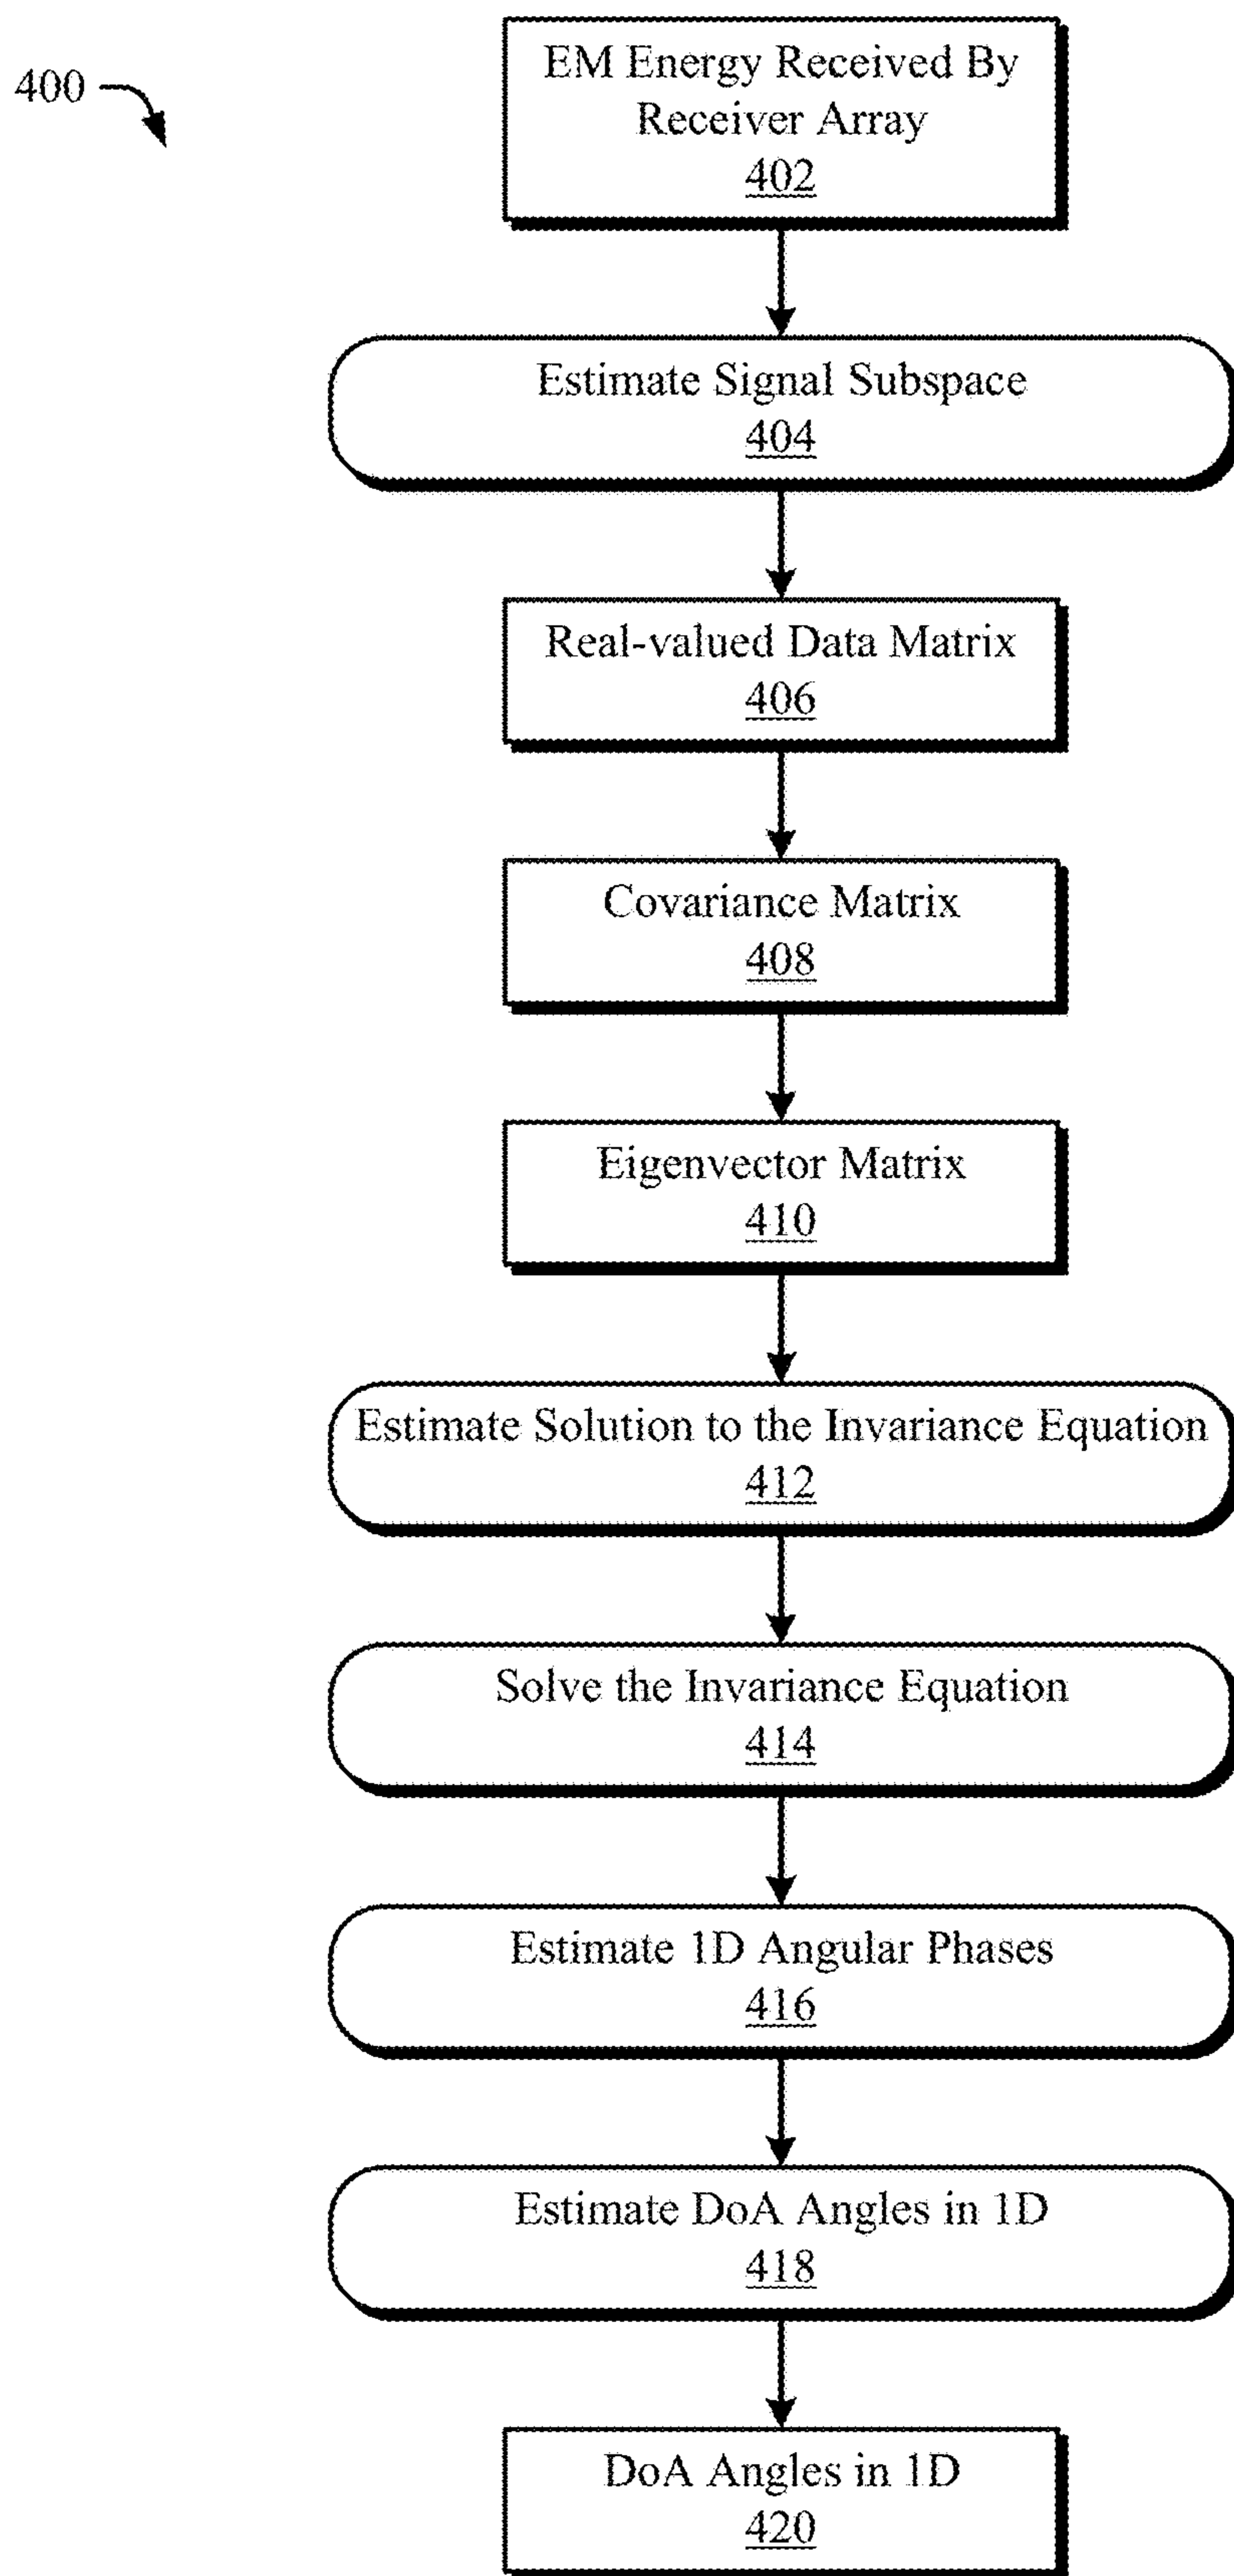 400
EM Energy Received By
Receiver Array
402
Estimate Signal Subspace
404
Real-valued Data Matrix
406
Covariance Matrix
408
Eigenvector Matrix
410
Estimate Solution to the Invariance Equation
412
Solve the Invariance Equation
414
Estimate 1D Angular Phases
416
Estimate DoA Angles in 1D
418
DoA Angles in 1D
420